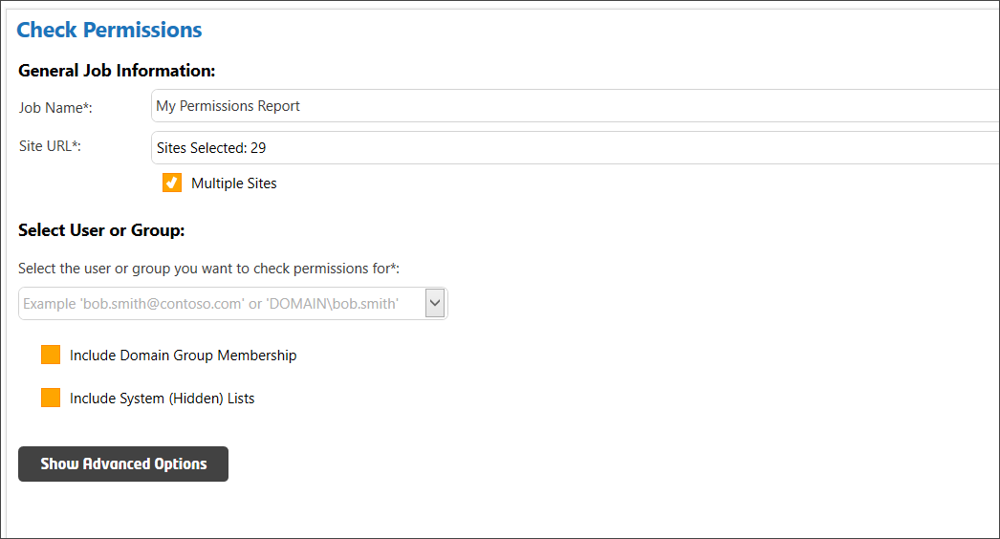 Check Permissions
General Job Information:
Job Name*: My Permissions Report
Site URL*: Sites Selected: 29
Multiple Sites
Select User or Group:
Select the user or group you want to check permissions for*:
Example 'bob.smith@contoso.com' or 'DOMAIN\bob.smith'
Include Domain Group Membership
Include System (Hidden) Lists
Show Advanced Options